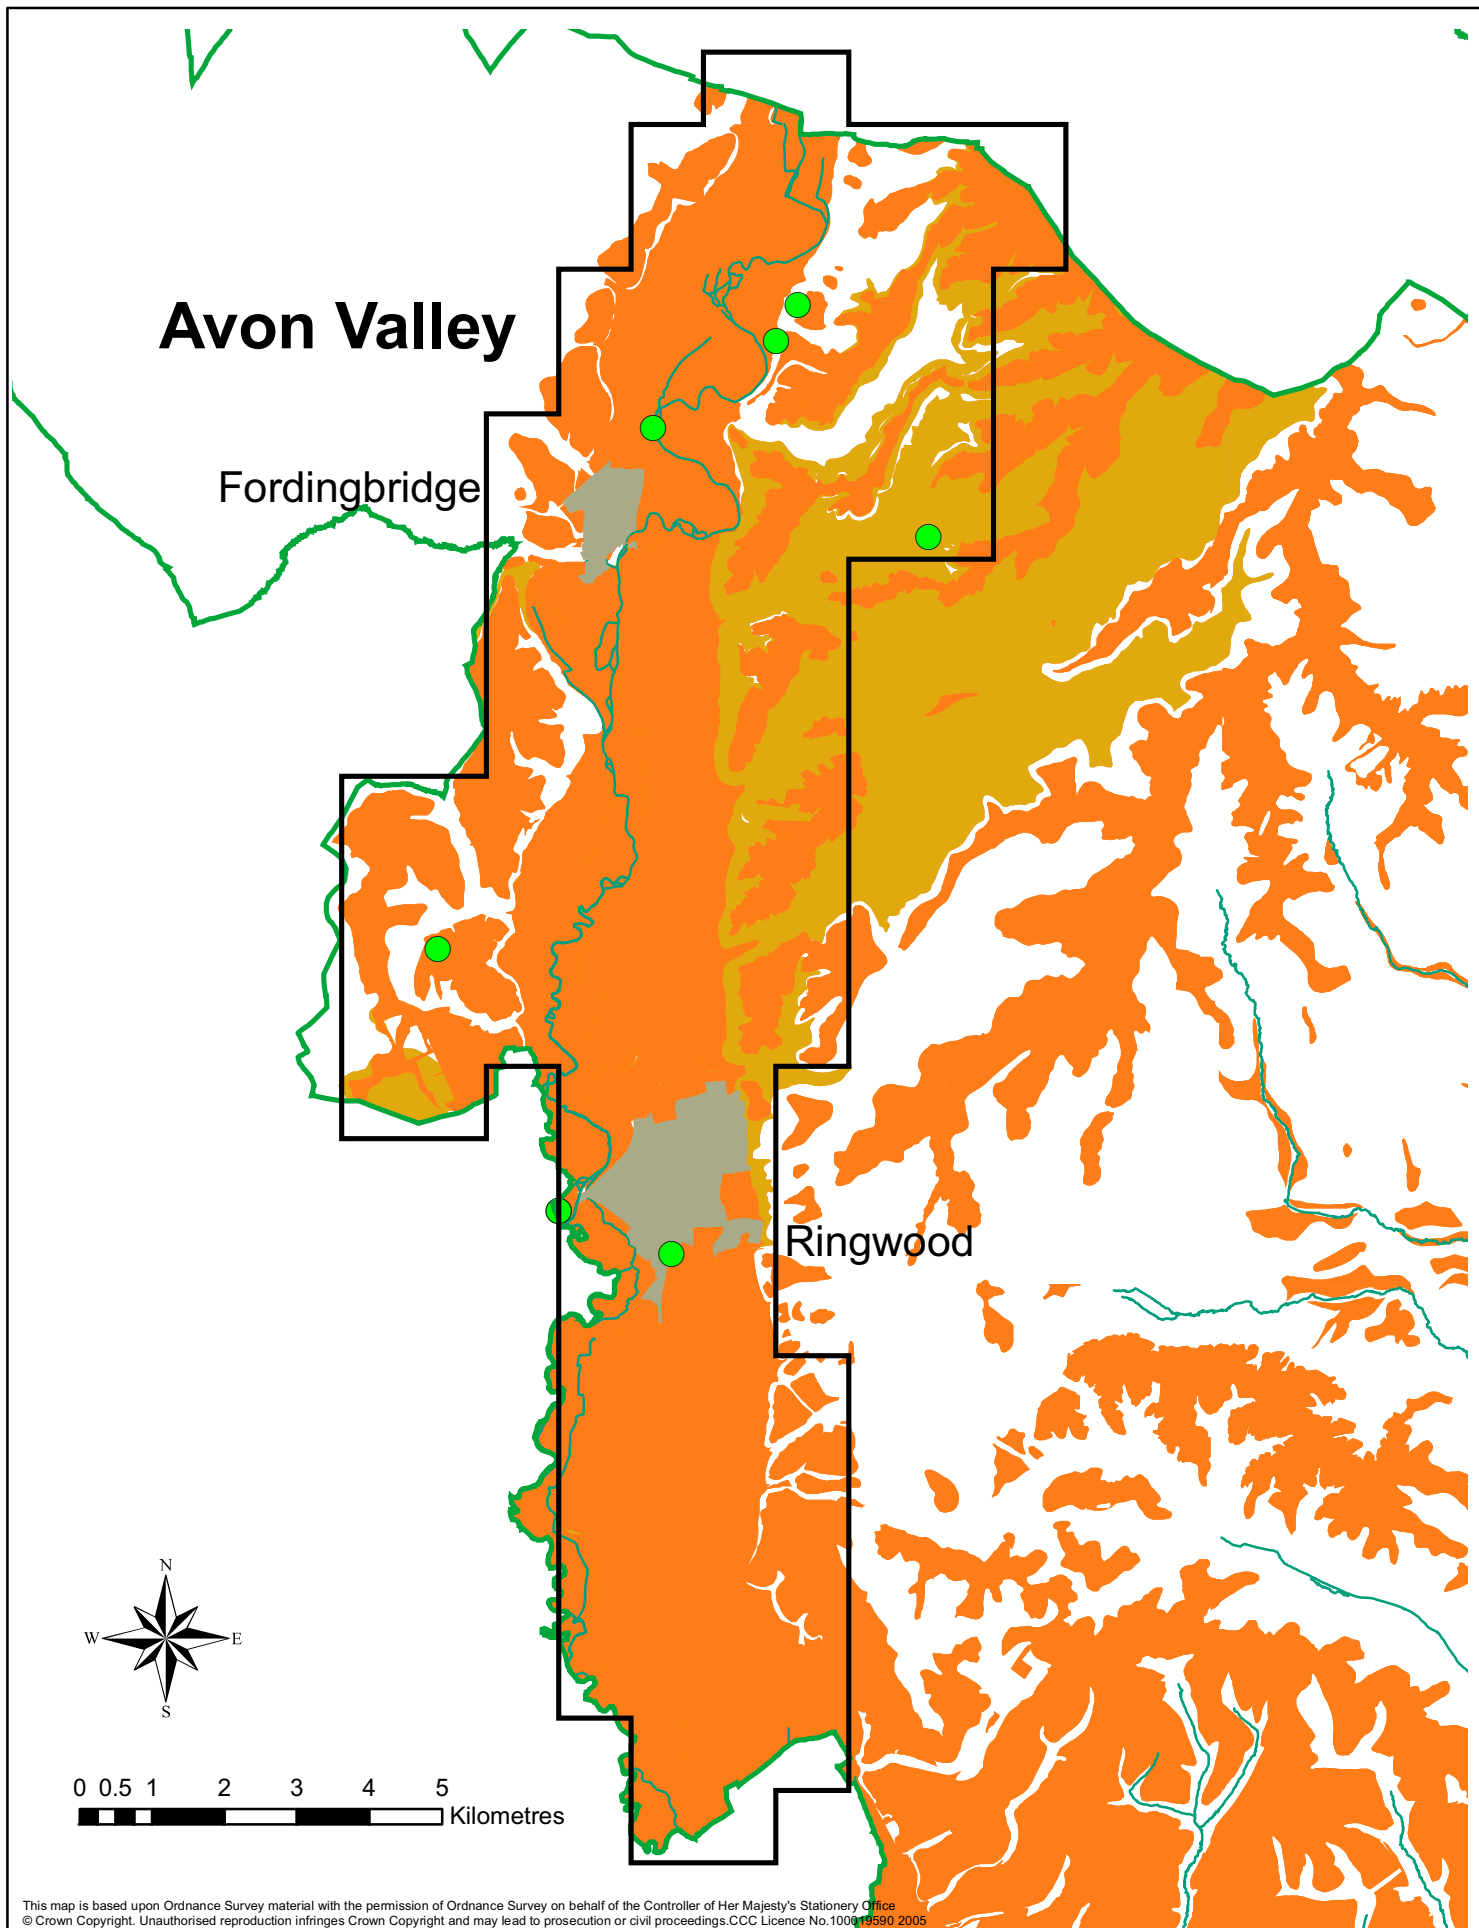 Avon Valley
Fordingbridge
Ringwood
N
W E
S
0 0.5 1 2 3 4 5
Kilometres
This map is based upon Ordnance Survey material with the permission of Ordnance Survey on behalf of the Controller of Her Majesty's Stationery Office
© Crown Copyright. Unauthorised reproduction infringes Crown Copyright and may lead to prosecution or civil proceedings.CCC Licence No.100019590 2005